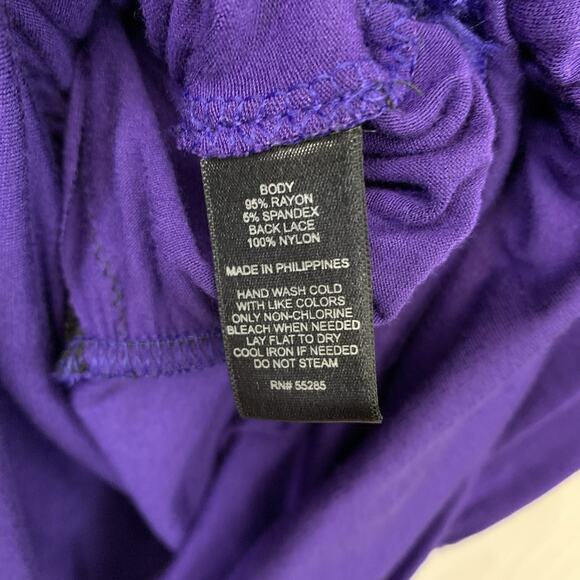 BODY
95% RAYON
5% SPANDEX
BACK LACE
100% NYLON
MADE IN PHILIPPINES
HAND WASH COLD
WITH LIKE COLORS
ONLY NON-CHLORINE
BLEACH WHEN NEEDED
LAY FLAT TO DRY
COOL IRON IF NEEDED
DO NOT STEAM
RN# 55285